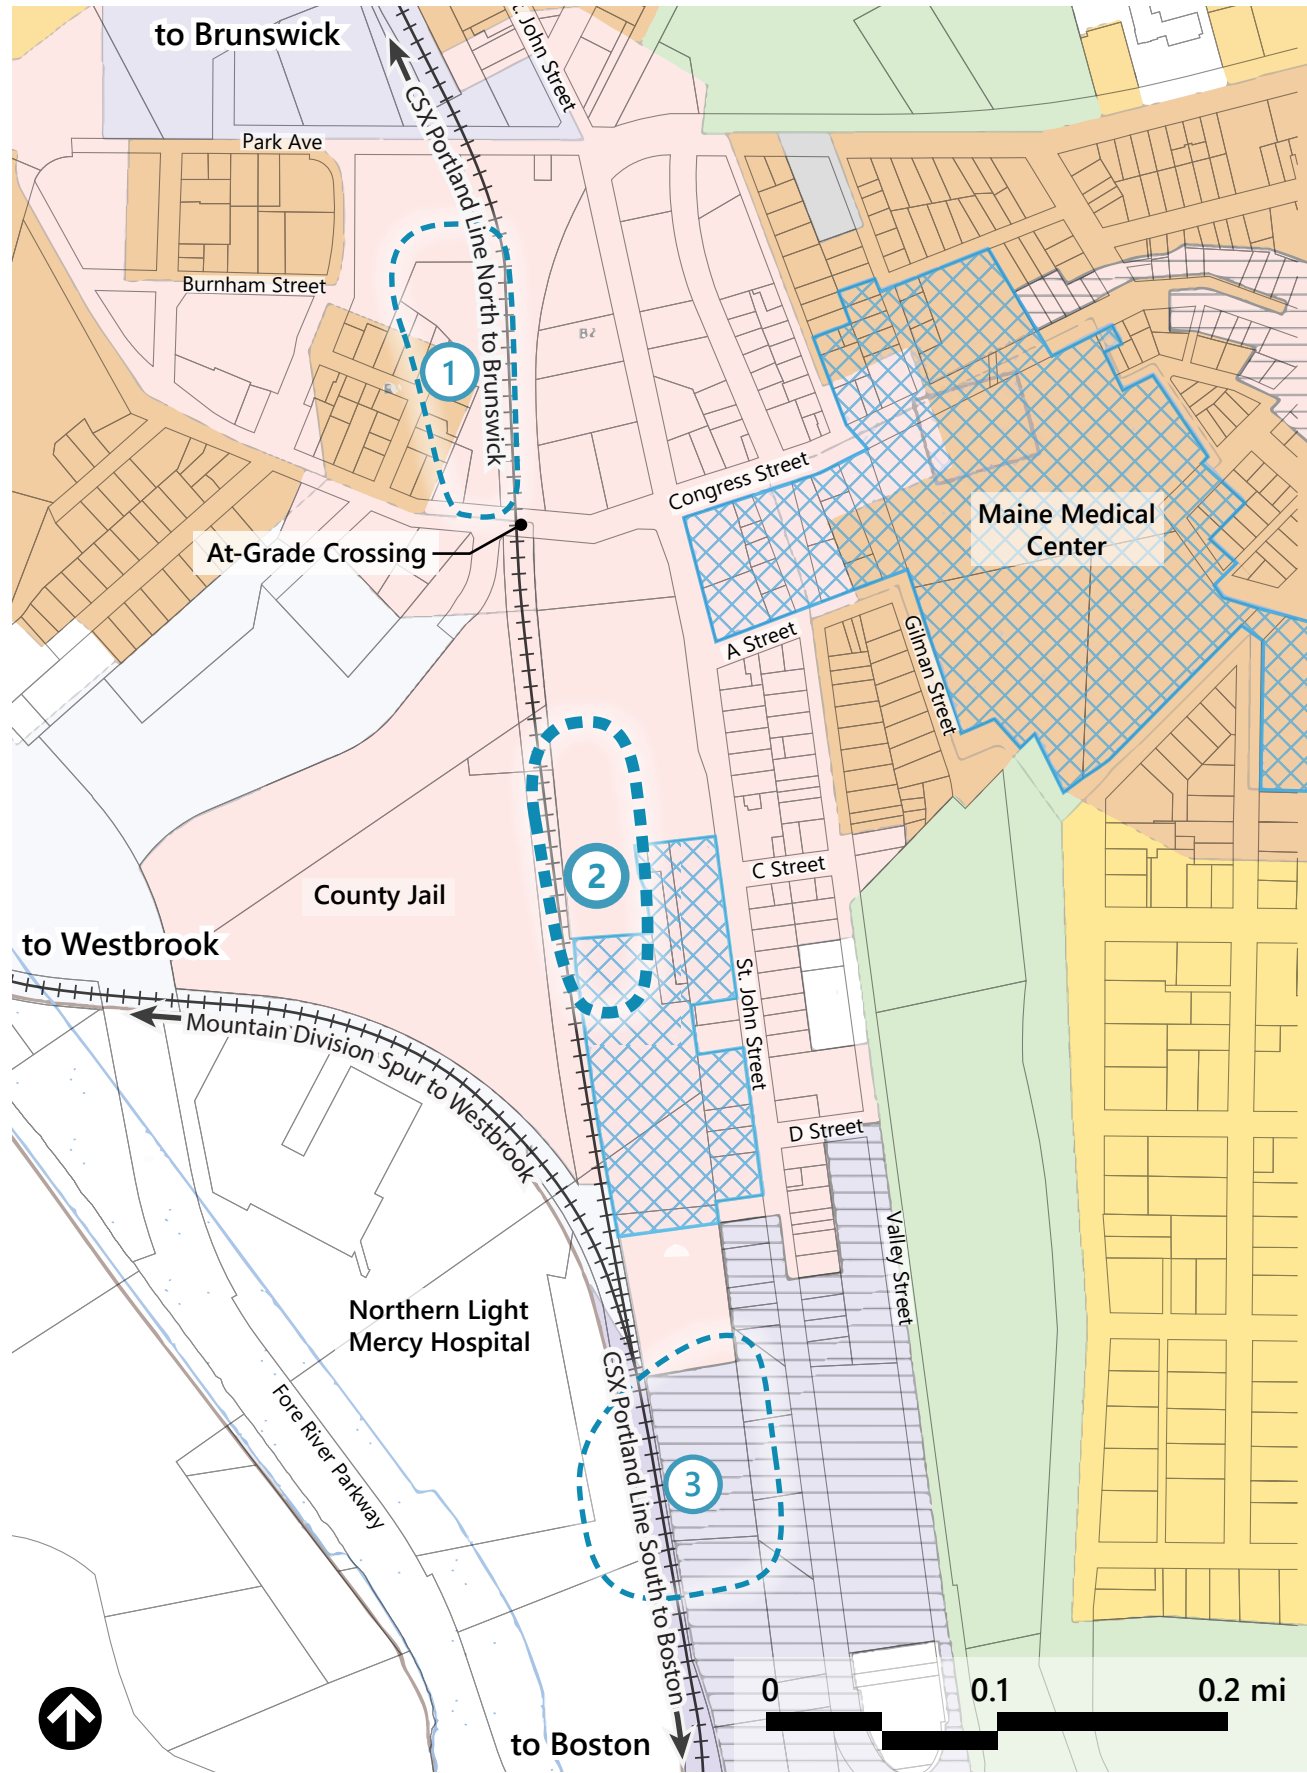 to Brunswick
St. John Street
CSX Portland Line North to Brunswick
Park Ave
Burnham Street
B2
1
Congress Street
At-Grade Crossing
Maine Medical
Center
A Street
Gilman Street
2
C Street
County Jail
to Westbrook
St. John Street
Mountain Division Spur to Westbrook
D Street
Valley Street
Northern Light
Mercy Hospital
CSX Portland Line South to Boston
Fore River Parkway
3
0 0.1 0.2 mi
to Boston